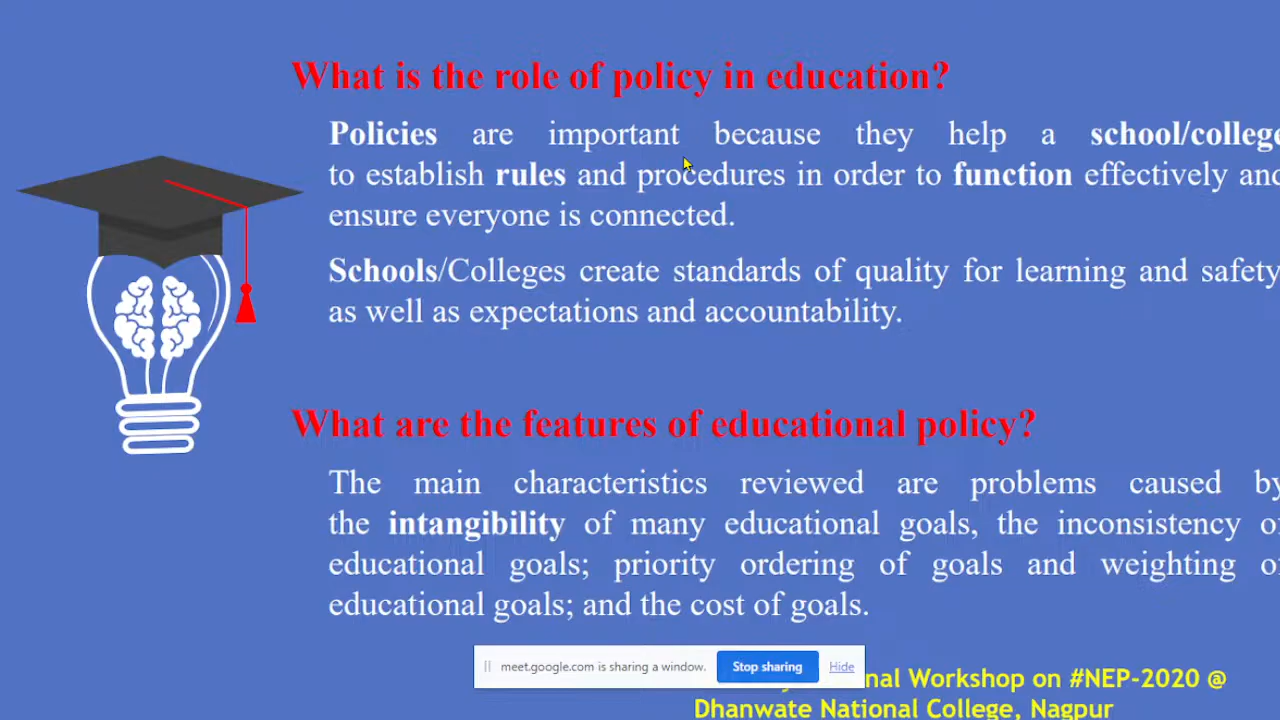 What is the role of policy in education?
Policies are important because they help a school/college
to establish rules and procedures in order to function effectively and
ensure everyone is connected.
Schools/Colleges create standards of quality for learning and safety,
as well as expectations and accountability.
What are the features of educational policy?
The main characteristics reviewed are problems caused by
the intangibility of many educational goals, the inconsistency of
educational goals; priority ordering of goals and weighting of
educational goals; and the cost of goals.
meet.google.com is sharing a window. Stop sharing Hide
Workshop on #NEP-2020 @
Dhanwate National College, Nagpur